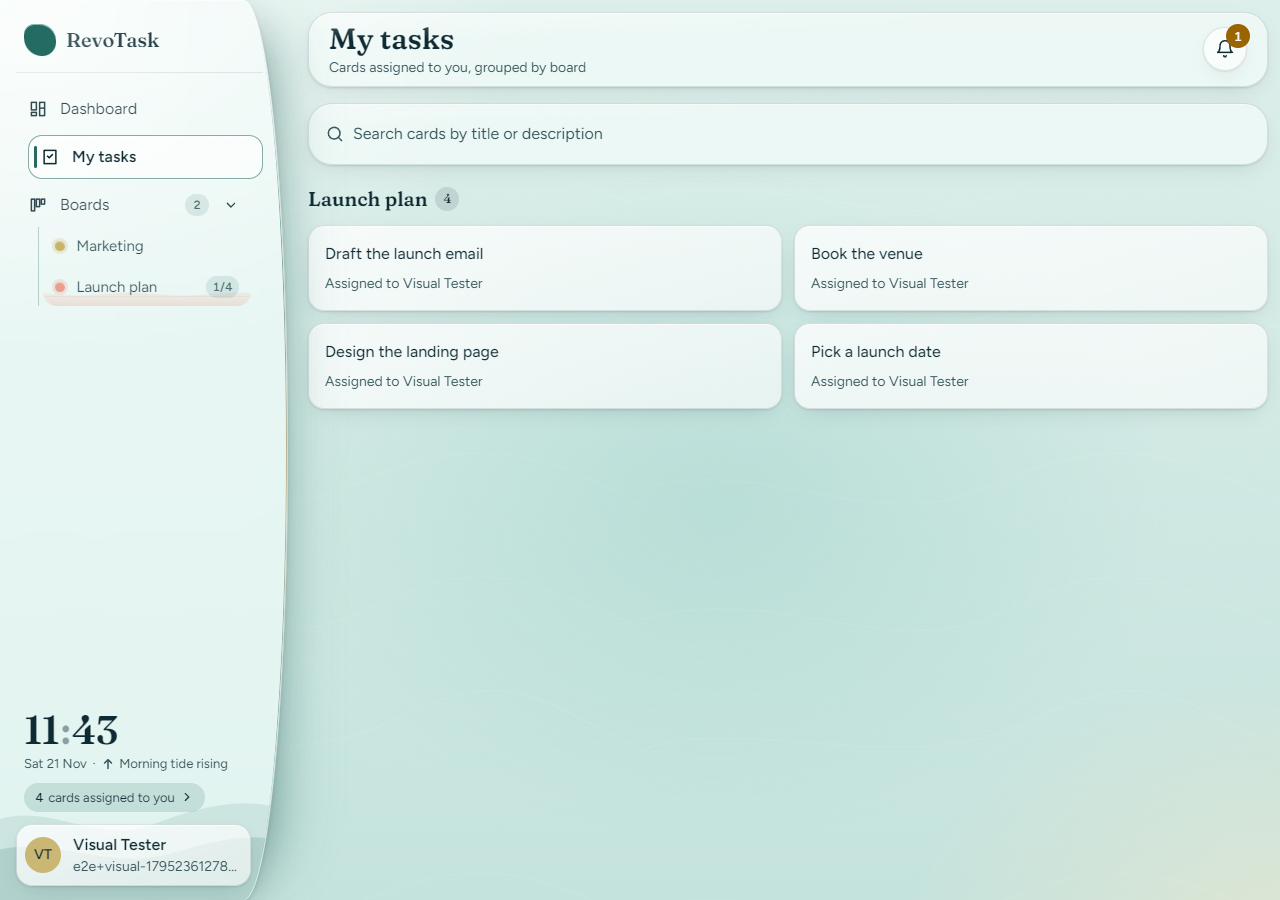 RevoTask
Dashboard
My tasks
Boards 2
Marketing
Launch plan 1/4
11:43
Sat 21 Nov · ↑ Morning tide rising
4 cards assigned to you
VT
Visual Tester
e2e+visual-17952361278...
My tasks
Cards assigned to you, grouped by board
1
Search cards by title or description
Launch plan 4
Draft the launch email
Assigned to Visual Tester
Book the venue
Assigned to Visual Tester
Design the landing page
Assigned to Visual Tester
Pick a launch date
Assigned to Visual Tester